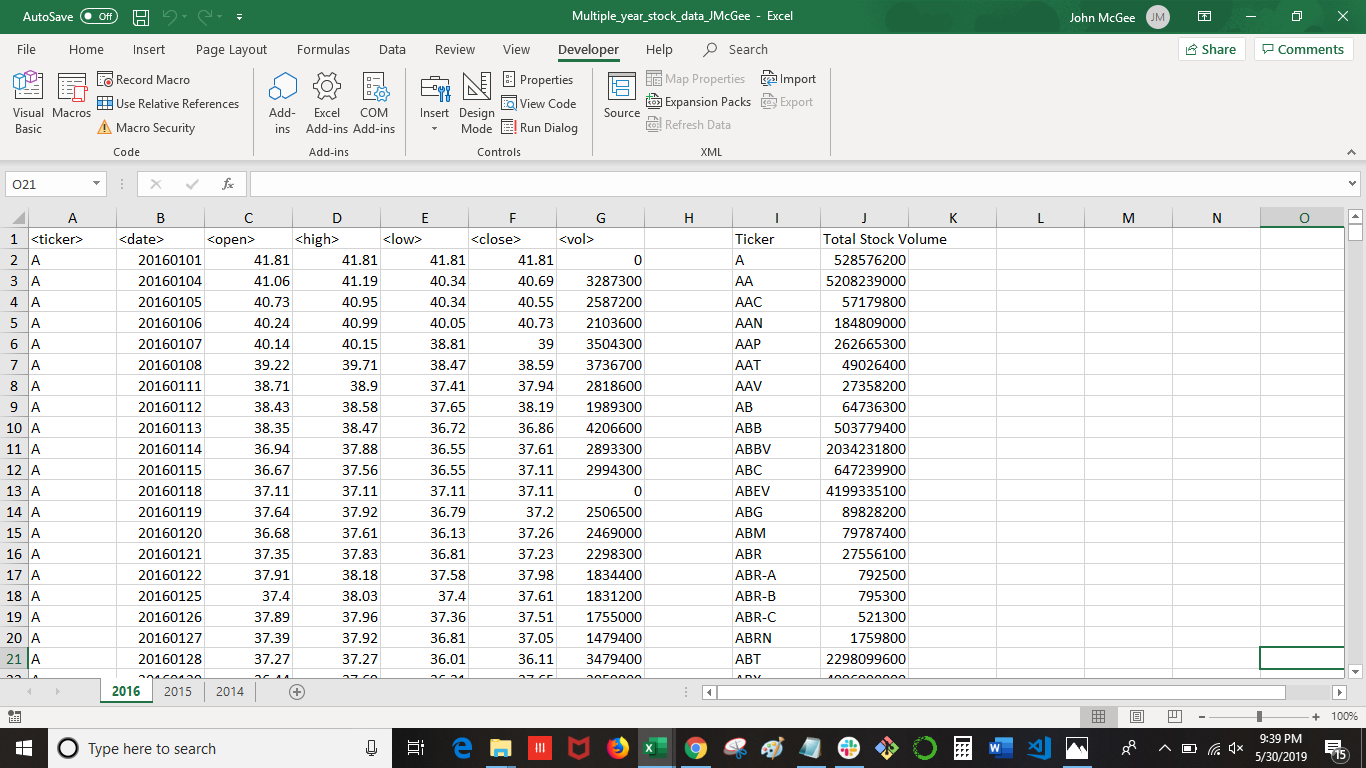 AutoSave Off Multiple_year_stock_data_JMcGee - Excel John McGee JM
File Home Insert Page Layout Formulas Data Review View Developer Help Search Share Comments
Visual Basic Macros Record Macro Use Relative References Macro Security Add-ins Excel Add-ins COM Add-ins Insert Design Mode Properties View Code Run Dialog Source Map Properties Expansion Packs Refresh Data Import Export
Code Add-ins Controls XML
O21 fx
A B C D E F G H I J K L M N O
1 <ticker> <date> <open> <high> <low> <close> <vol> Ticker Total Stock Volume
2 A 20160101 41.81 41.81 41.81 41.81 0 A 528576200
3 A 20160104 41.06 41.19 40.34 40.69 3287300 AA 5208239000
4 A 20160105 40.73 40.95 40.34 40.55 2587200 AAC 57179800
5 A 20160106 40.24 40.99 40.05 40.73 2103600 AAN 184809000
6 A 20160107 40.14 40.15 38.81 39 3504300 AAP 262665300
7 A 20160108 39.22 39.71 38.47 38.59 3736700 AAT 49026400
8 A 20160111 38.71 38.9 37.41 37.94 2818600 AAV 27358200
9 A 20160112 38.43 38.58 37.65 38.19 1989300 AB 64736300
10 A 20160113 38.35 38.47 36.72 36.86 4206600 ABB 503779400
11 A 20160114 36.94 37.88 36.55 37.61 2893300 ABBV 2034231800
12 A 20160115 36.67 37.56 36.55 37.11 2994300 ABC 647239900
13 A 20160118 37.11 37.11 37.11 37.11 0 ABEV 4199335100
14 A 20160119 37.64 37.92 36.79 37.2 2506500 ABG 89828200
15 A 20160120 36.68 37.61 36.13 37.26 2469000 ABM 79787400
16 A 20160121 37.35 37.83 36.81 37.23 2298300 ABR 27556100
17 A 20160122 37.91 38.18 37.58 37.98 1834400 ABR-A 792500
18 A 20160125 37.4 38.03 37.4 37.61 1831200 ABR-B 795300
19 A 20160126 37.89 37.96 37.36 37.51 1755000 ABR-C 521300
20 A 20160127 37.39 37.92 36.81 37.05 1479400 ABRN 1759800
21 A 20160128 37.27 37.27 36.01 36.11 3479400 ABT 2298099600
2016 2015 2014
100%
Type here to search 9:39 PM
5/30/2019 15